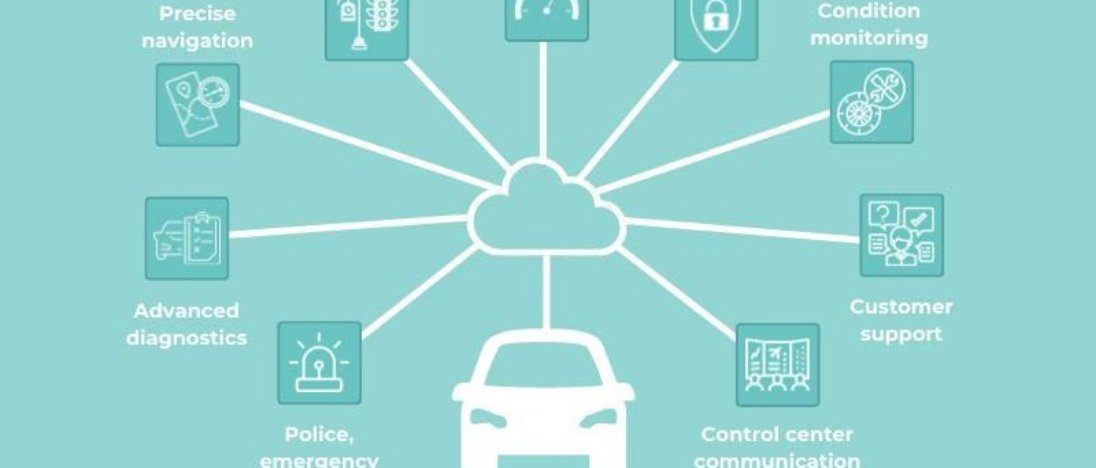 Precise
navigation
Condition
monitoring
Advanced
diagnostics
Customer
support
Police,
emergency
Control center
communication